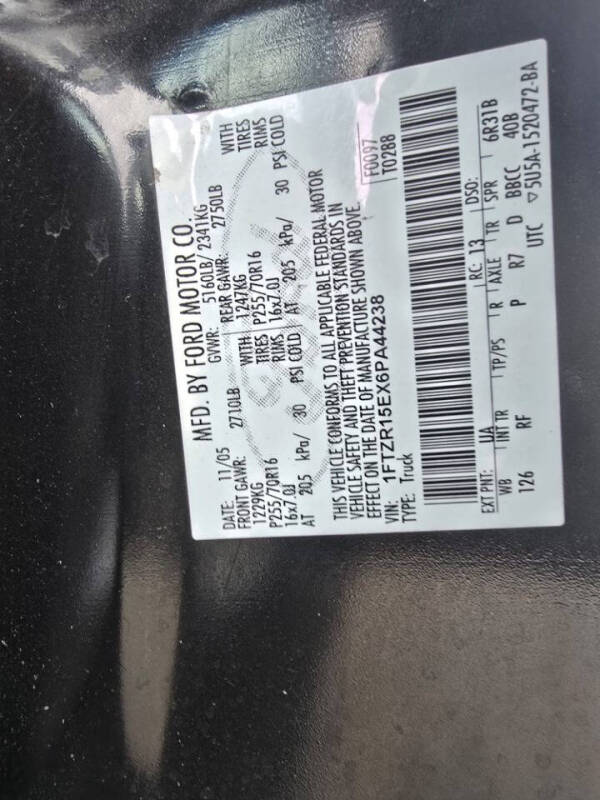 MFD. BY FORD MOTOR CO.
DATE: 11/05 GVWR: 5160LB/ 2341KG
FRONT GAWR: 2710LB REAR GAWR: 2750LB
1229KG WITH 1247KG WITH
P255/70R16 TIRES P255/70R16 TIRES
16x7.0J RIMS 16x7.0J RIMS
AT 205 kPa/ 30 PSI COLD AT 205 kPa/ 30 PSI COLD
THIS VEHICLE CONFORMS TO ALL APPLICABLE FEDERAL MOTOR
VEHICLE SAFETY AND THEFT PREVENTION STANDARDS IN
EFFECT ON THE DATE OF MANUFACTURE SHOWN ABOVE.
VIN: 1FTZR15EX6PA44238 F0097
TYPE: Truck T0288
EXT PNT: UA RC: 13 DSO:
WB INT TR TP/PS R AXLE TR SPR 6R31B
126 RF P R7 D BBCC 40B
UTC ▽5U5A-1520472-BA